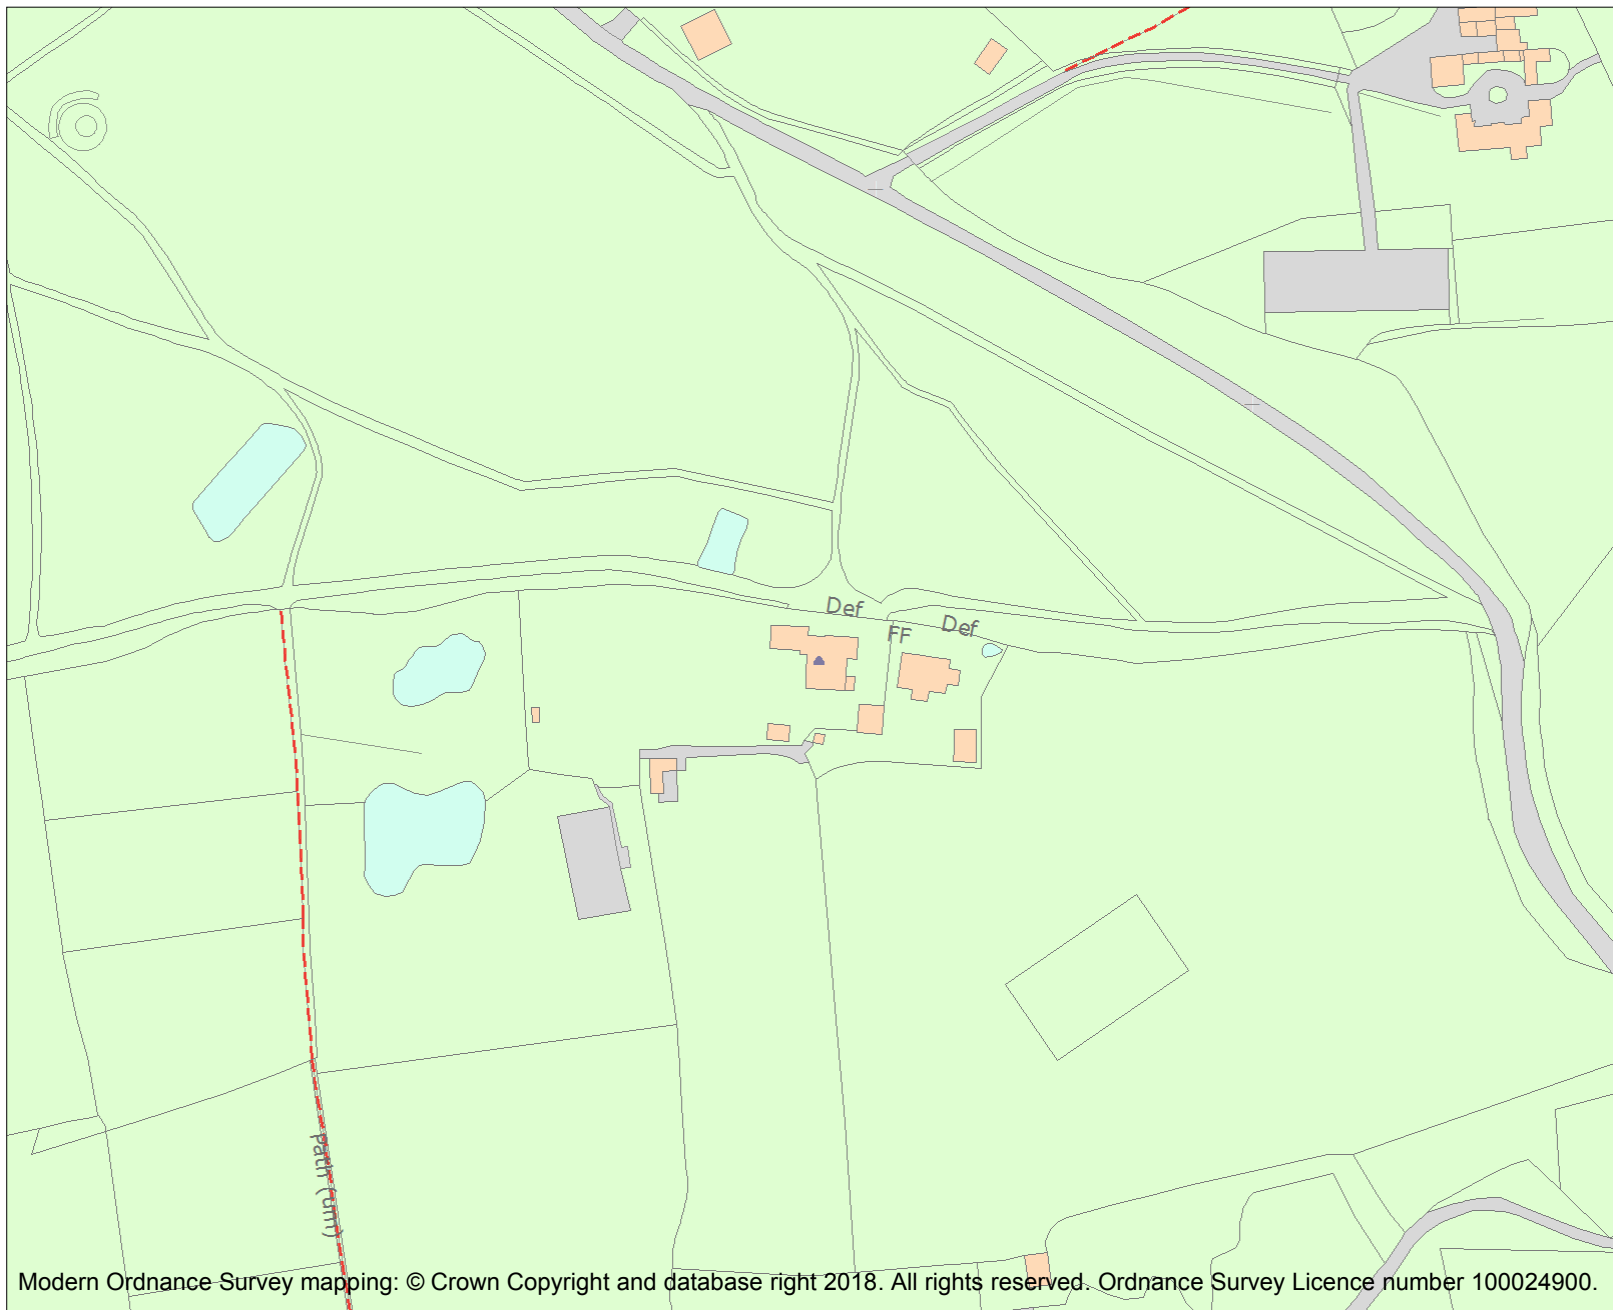 Def
FF
Def
Path (um)
Modern Ordnance Survey mapping: © Crown Copyright and database right 2018. All rights reserved. Ordnance Survey Licence number 100024900.